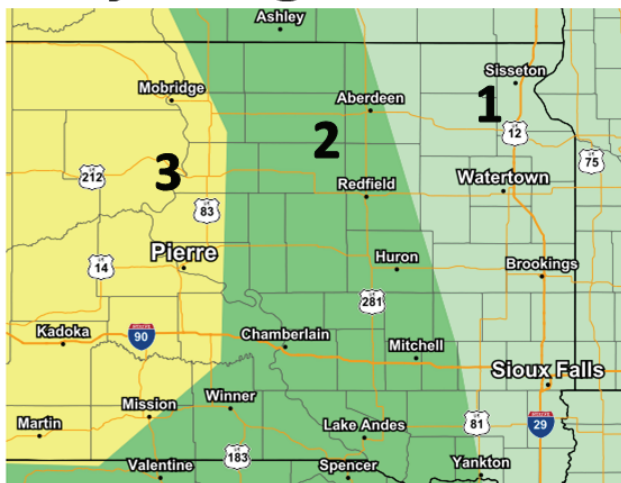 Ashley
Sisseton
Mobridge
Aberdeen
1
12
2
75
3
212
Redfield
Watertown
83
Pierre
14
Huron
Brookings
281
Kadoka
90
Chamberlain
Mitchell
Sioux Falls
Mission
Winner
Martin
Lake Andes
81
29
183
Valentine
Spencer
Yankton